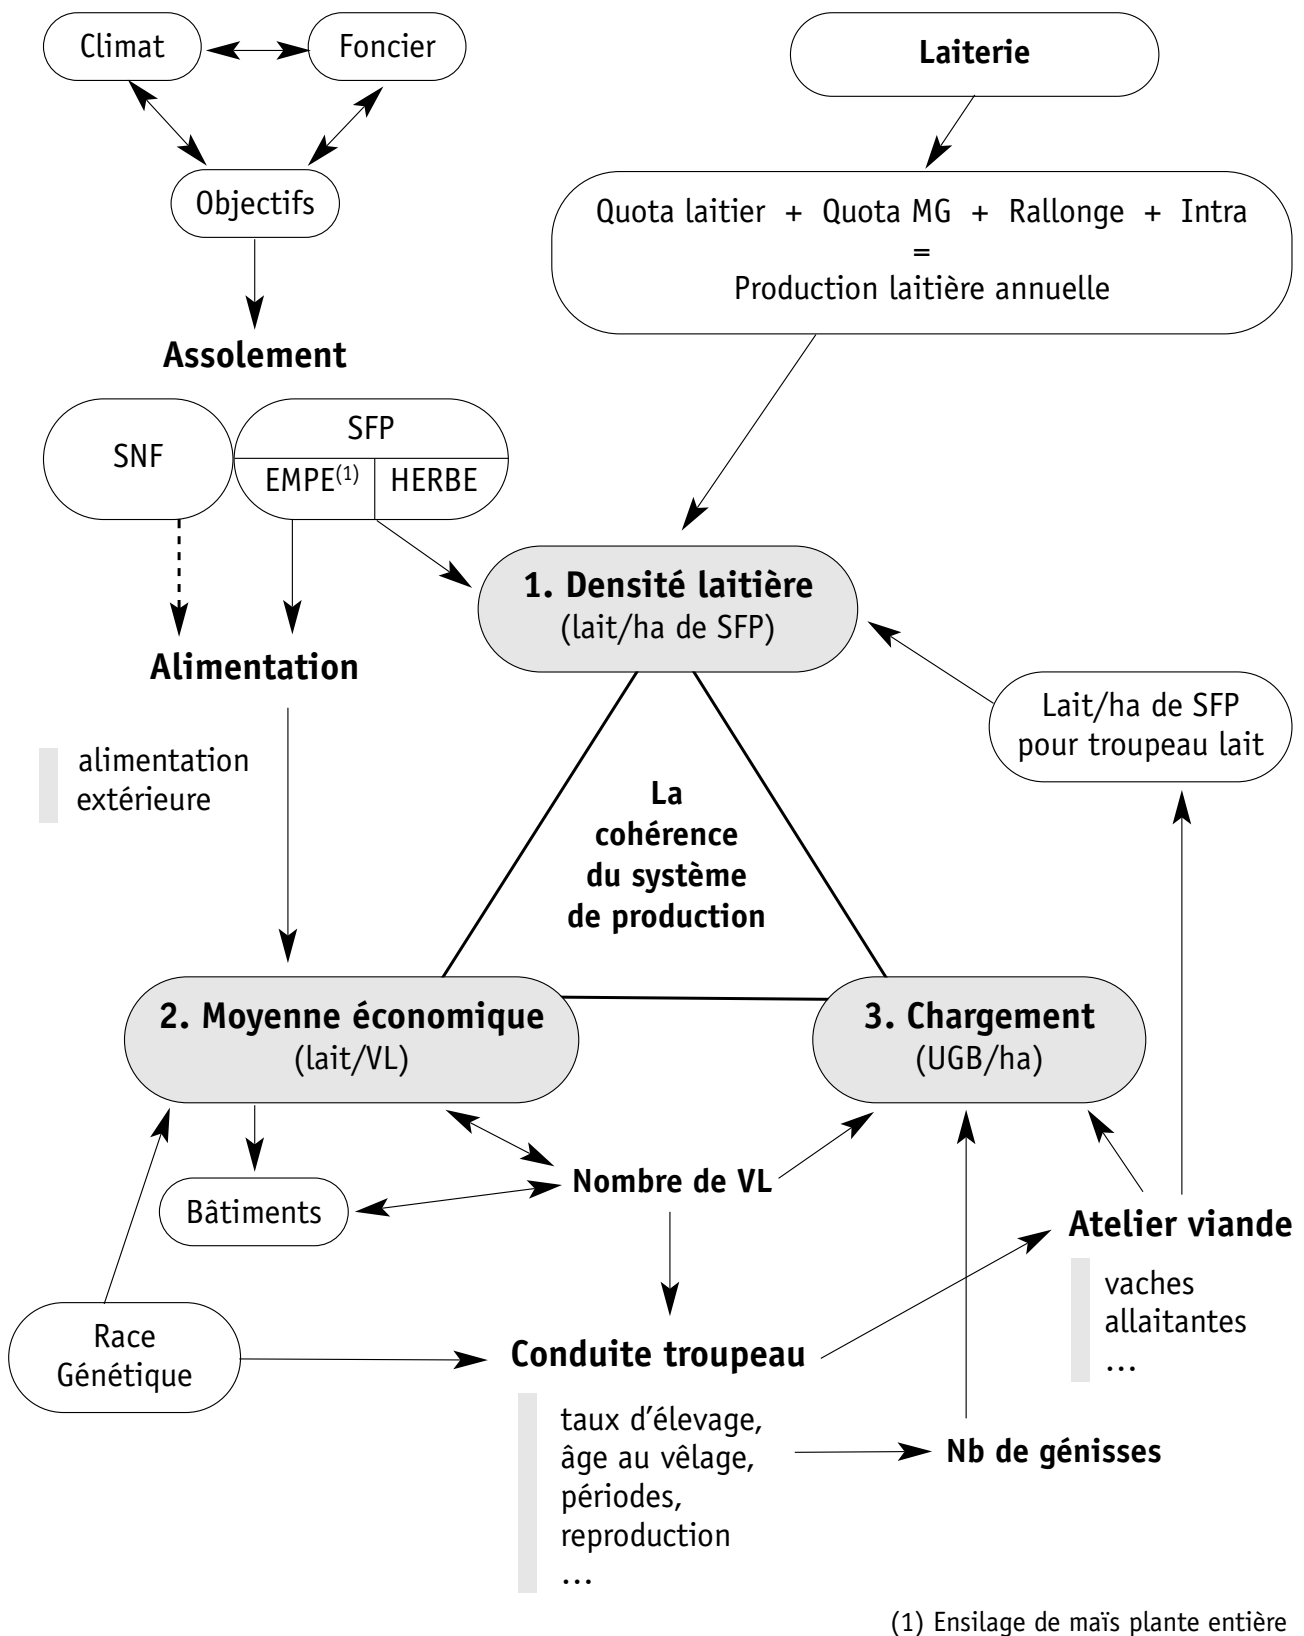 Climat
Foncier
Objectifs
Laiterie
Quota laitier + Quota MG + Rallonge + Intra
=
Production laitière annuelle
Assolement
SNF
SFP
EMPE(1)
HERBE
1. Densité laitière
(lait/ha de SFP)
Alimentation
alimentation
extérieure
Lait/ha de SFP
pour troupeau lait
La
cohérence
du système
de production
2. Moyenne économique
(lait/VL)
3. Chargement
(UGB/ha)
Bâtiments
Nombre de VL
Atelier viande
vaches
allaitantes
...
Race
Génétique
Conduite troupeau
taux d'élevage,
âge au vêlage,
périodes,
reproduction
...
Nb de génisses
(1) Ensilage de maïs plante entière